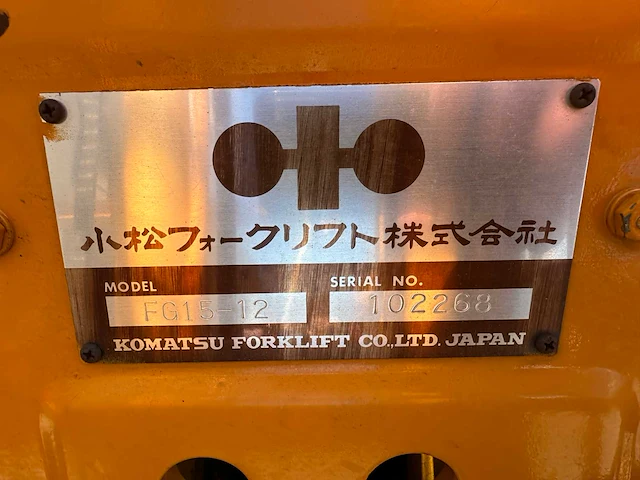 小松フォークリフト株式会社
MODEL SERIAL NO.
FG15-12 102268
KOMATSU FORKLIFT CO.,LTD. JAPAN